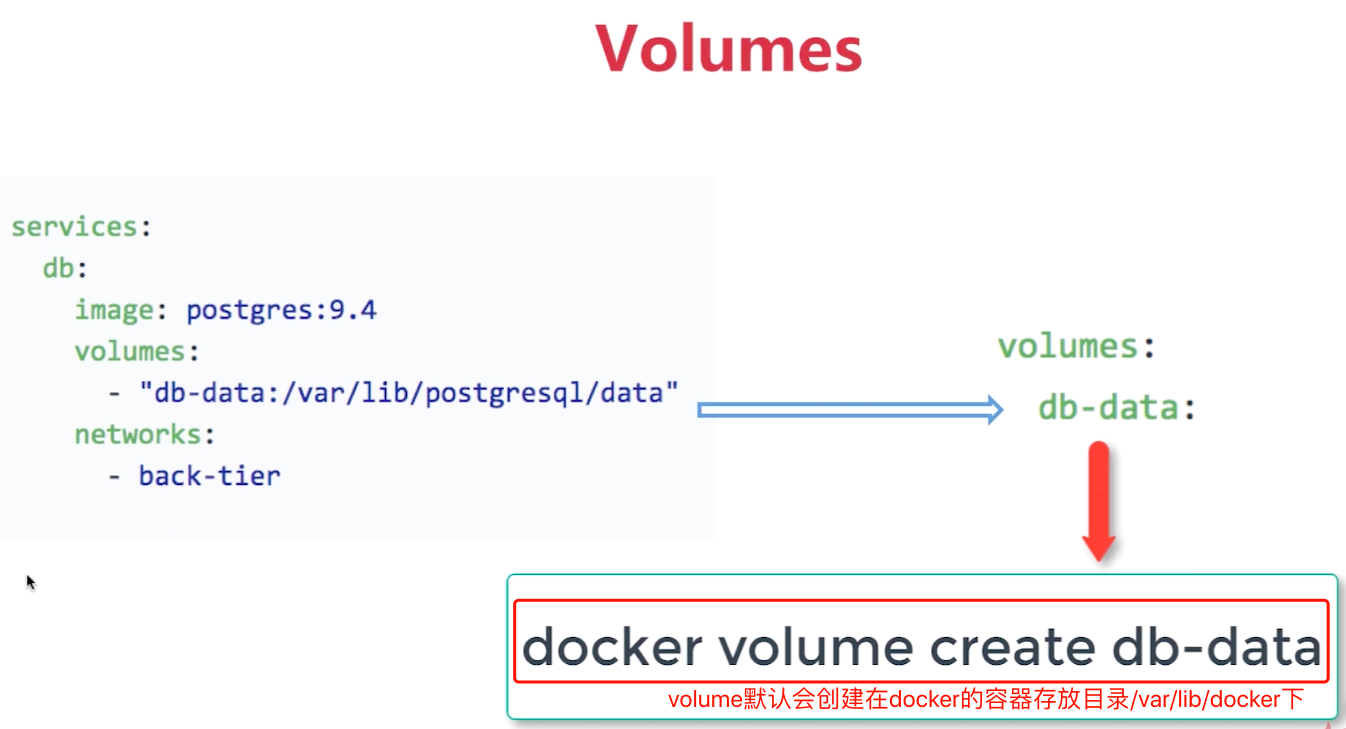 Volumes
services:
db:
image: postgres:9.4
volumes:
- "db-data:/var/lib/postgresql/data"
networks:
- back-tier
volumes:
db-data:
docker volume create db-data
volume默认会创建在docker的容器存放目录/var/lib/docker下